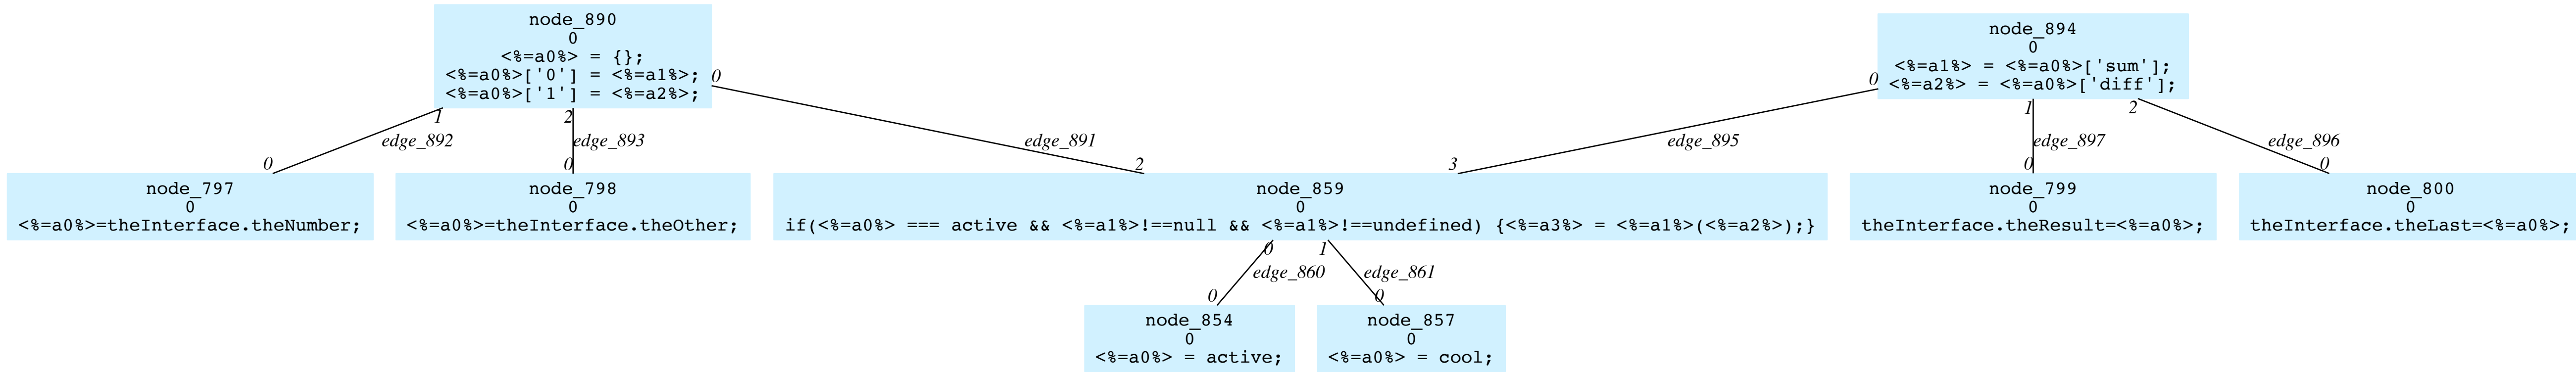 node_890
0
<%=a0%> = {};
<%=a0%>['0'] = <%=a1%>;
<%=a0%>['1'] = <%=a2%>;
node_894
0
<%=a1%> = <%=a0%>['sum'];
<%=a2%> = <%=a0%>['diff'];
0
0
1
2
1
2
edge_892
edge_893
edge_891
edge_895
edge_897
edge_896
0
0
2
3
0
0
node_797
0
<%=a0%>=theInterface.theNumber;
node_798
0
<%=a0%>=theInterface.theOther;
node_859
0
if(<%=a0%> === active && <%=a1%>!==null && <%=a1%>!==undefined) {<%=a3%> = <%=a1%>(<%=a2%>);}
node_799
0
theInterface.theResult=<%=a0%>;
node_800
0
theInterface.theLast=<%=a0%>;
0
1
edge_860
edge_861
0
0
node_854
0
<%=a0%> = active;
node_857
0
<%=a0%> = cool;